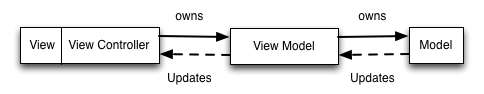 owns
owns
View
View Controller
View Model
Model
Updates
Updates